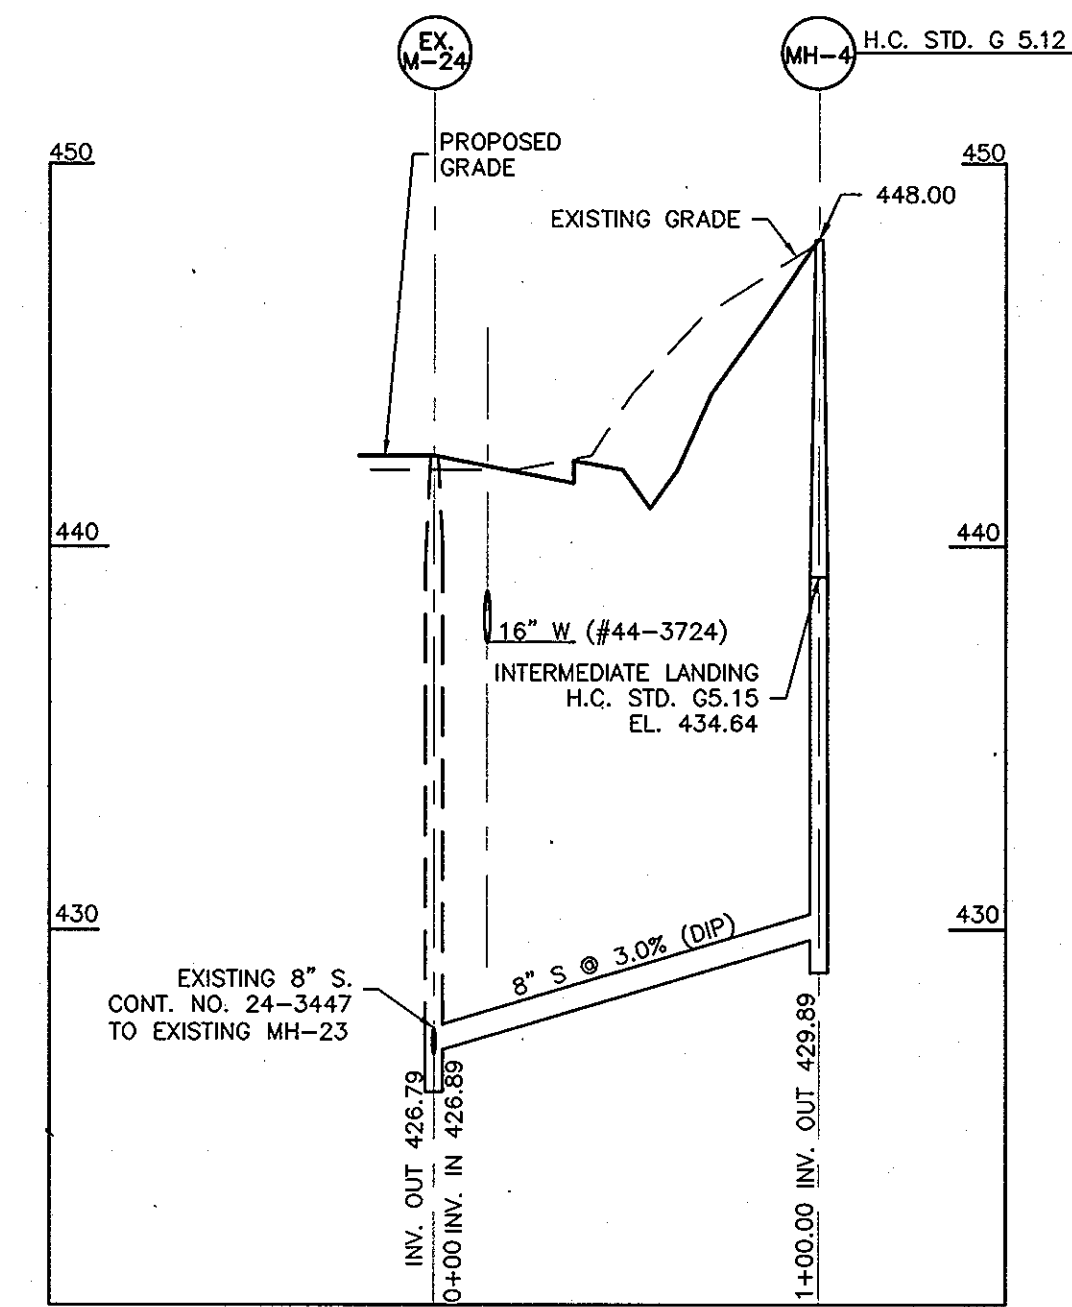 EX.
M-24
MH-4
H.C. STD. G 5.12
PROPOSED
GRADE
450
450
448.00
EXISTING GRADE
440
440
16" W (#44-3724)
INTERMEDIATE LANDING
H.C. STD. G5.15
EL. 434.64
430
430
8" S @ 3.0% (DIP)
EXISTING 8" S.
CONT. NO. 24-3447
TO EXISTING MH-23
INV. OUT 426.79
0+00 INV. IN 426.89
1+00.00 INV. OUT 429.89